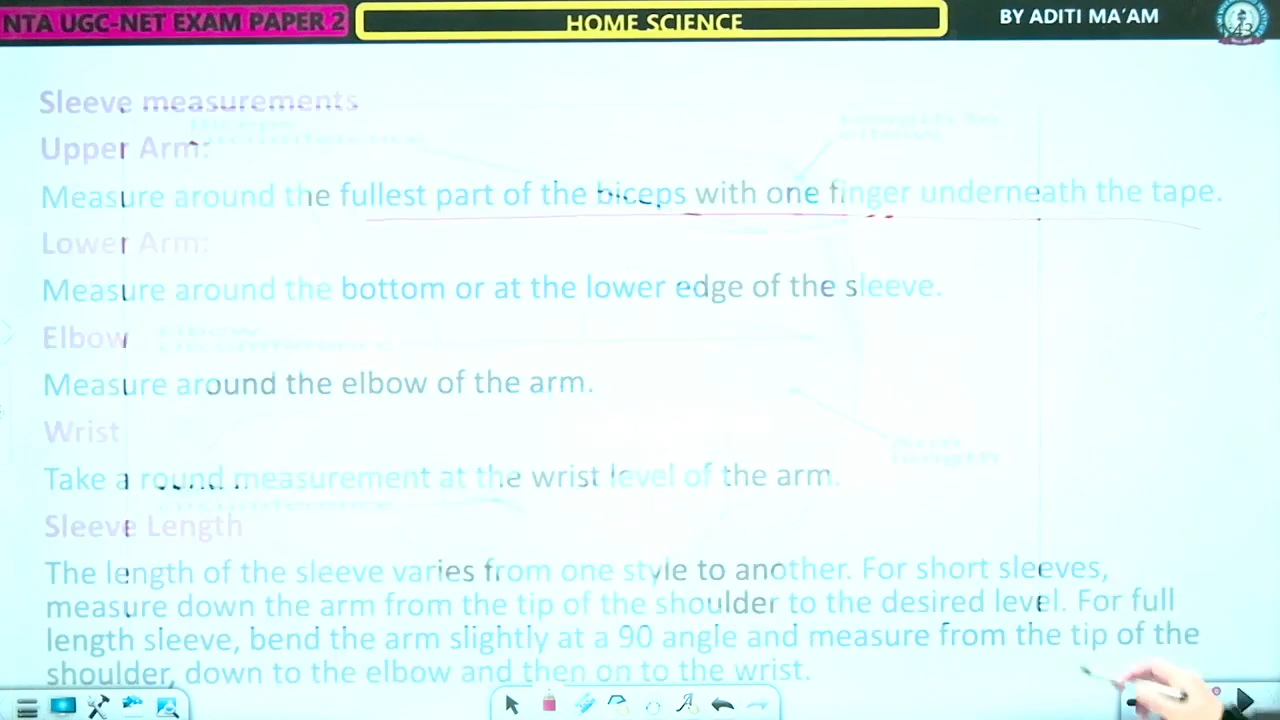 NTA UGC-NET EXAM PAPER 2
HOME SCIENCE
BY ADITI MA'AM
Sleeve measurements
Upper Arm:
Measure around the fullest part of the biceps with one finger underneath the tape.
Lower Arm:
Measure around the bottom or at the lower edge of the sleeve.
Elbow
Measure around the elbow of the arm.
Wrist
Take a round measurement at the wrist level of the arm.
Sleeve Length
The length of the sleeve varies from one style to another. For short sleeves,
measure down the arm from the tip of the shoulder to the desired level. For full
length sleeve, bend the arm slightly at a 90 angle and measure from the tip of the
shoulder, down to the elbow and then on to the wrist.